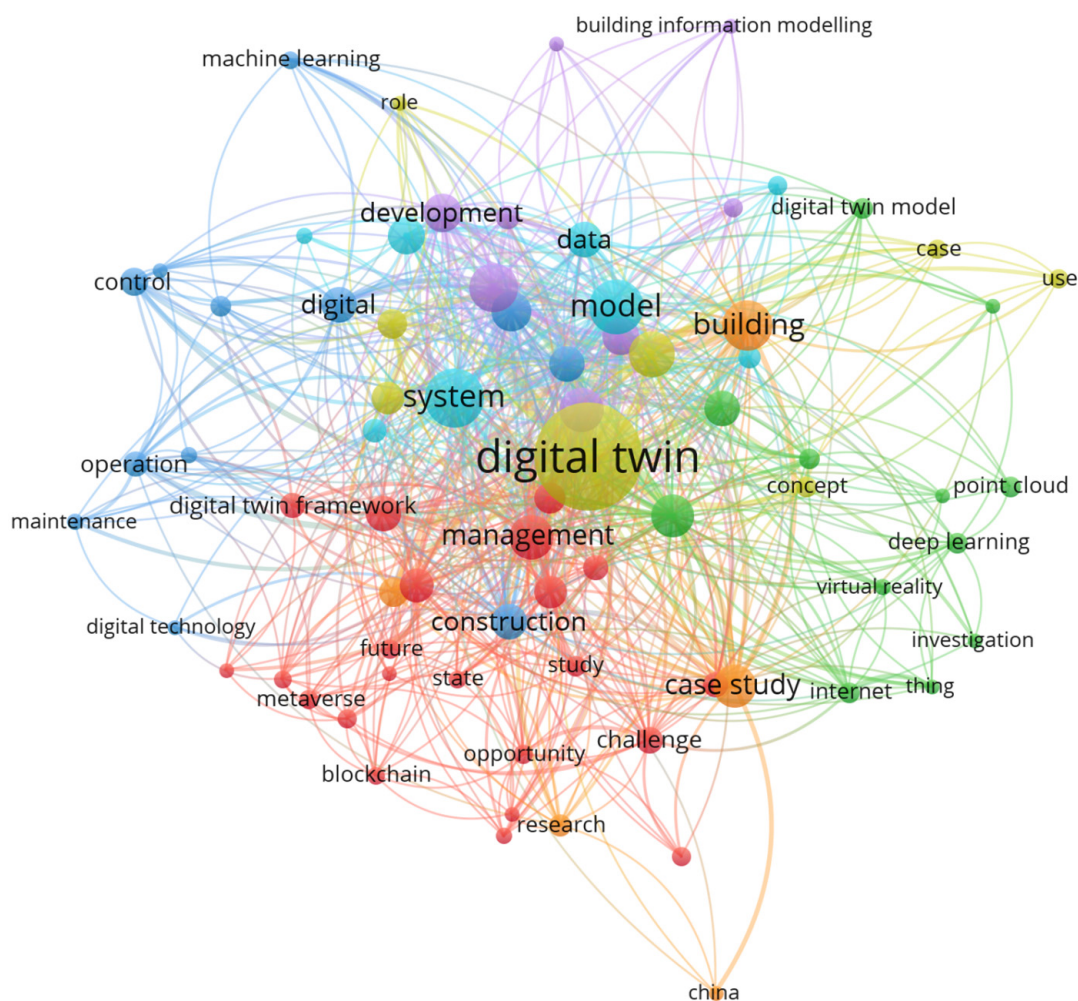 building information modelling
machine learning
role
development
digital twin model
data
case
control
use
digital
model
building
system
digital twin
operation
concept
point cloud
maintenance
digital twin framework
management
deep learning
virtual reality
digital technology
construction
investigation
future
study
state
case study
internet
thing
metaverse
challenge
opportunity
blockchain
research
china